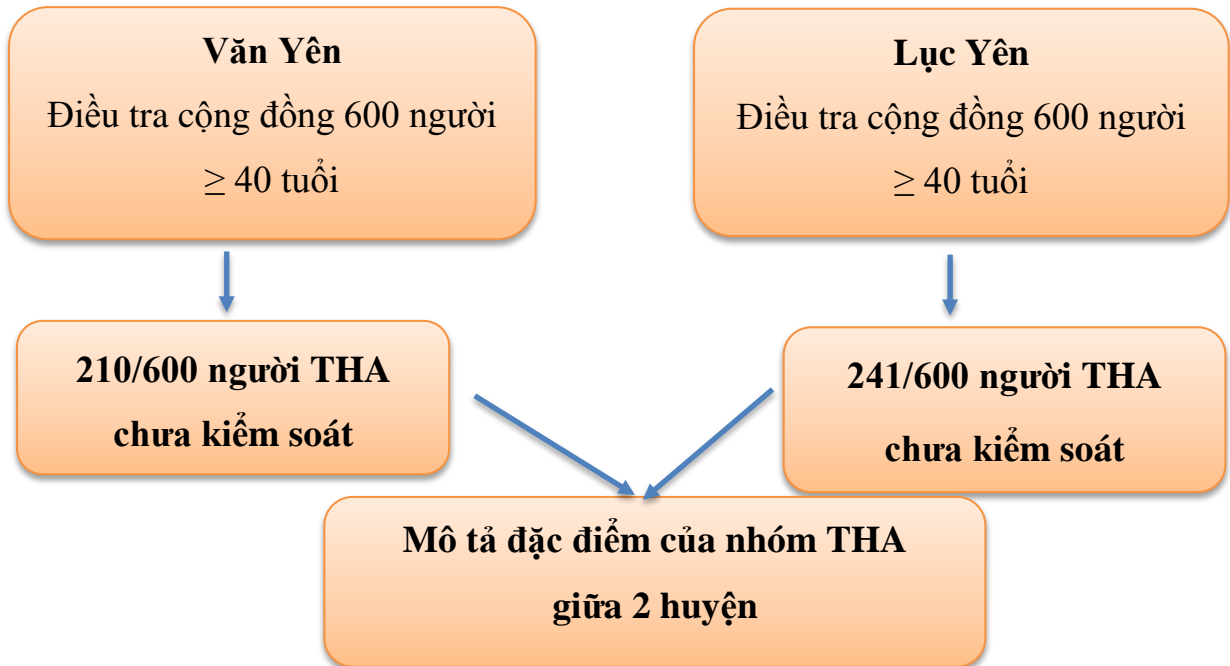 Văn Yên
Điều tra cộng đồng 600 người
≥ 40 tuổi
Lục Yên
Điều tra cộng đồng 600 người
≥ 40 tuổi
210/600 người THA
chưa kiểm soát
241/600 người THA
chưa kiểm soát
Mô tả đặc điểm của nhóm THA
giữa 2 huyện